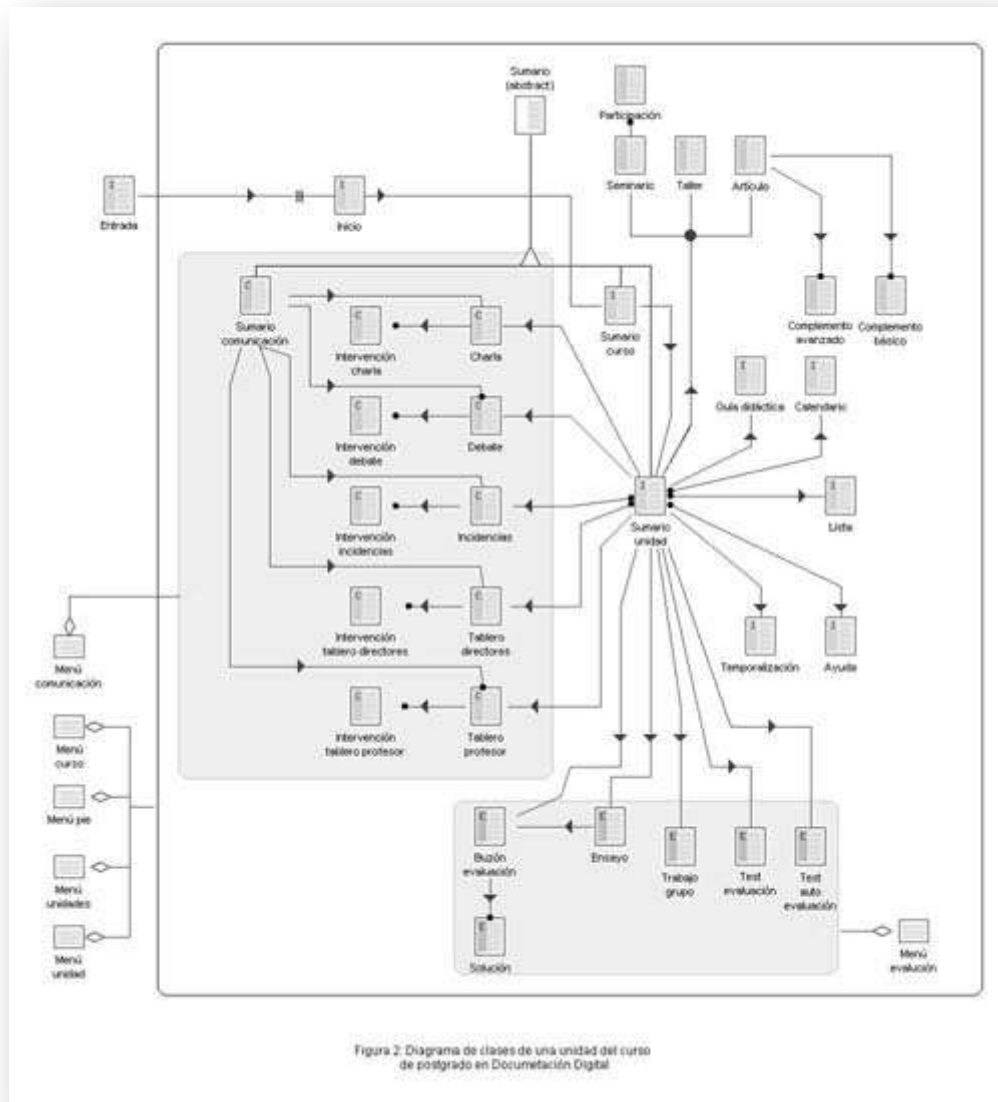 Sumario
(abstract)
Participación
Seminario
Taller
Artículo
Entrada
Inicio
Sumario
comunicación
Intervención
charla
Charla
Sumario
curso
Complemento
avanzado
Complemento
básico
Intervención
debate
Debate
Guía didáctica
Calendario
Intervención
incidencias
Incidencias
Sumario
unidad
Lista
Intervención
tablero directores
Tablero
directores
Temporalización
Ayuda
Menú
comunicación
Intervención
tablero profesor
Tablero
profesor
Menú
curso
Menú pie
Menú
unidades
Menú
unidad
Buzón
evaluación
Ensayo
Trabajo
grupo
Test
evaluación
Test
auto
evaluación
Solución
Menú
evalución
Figura 2: Diagrama de clases de una unidad del curso
de postgrado en Documetación Digital